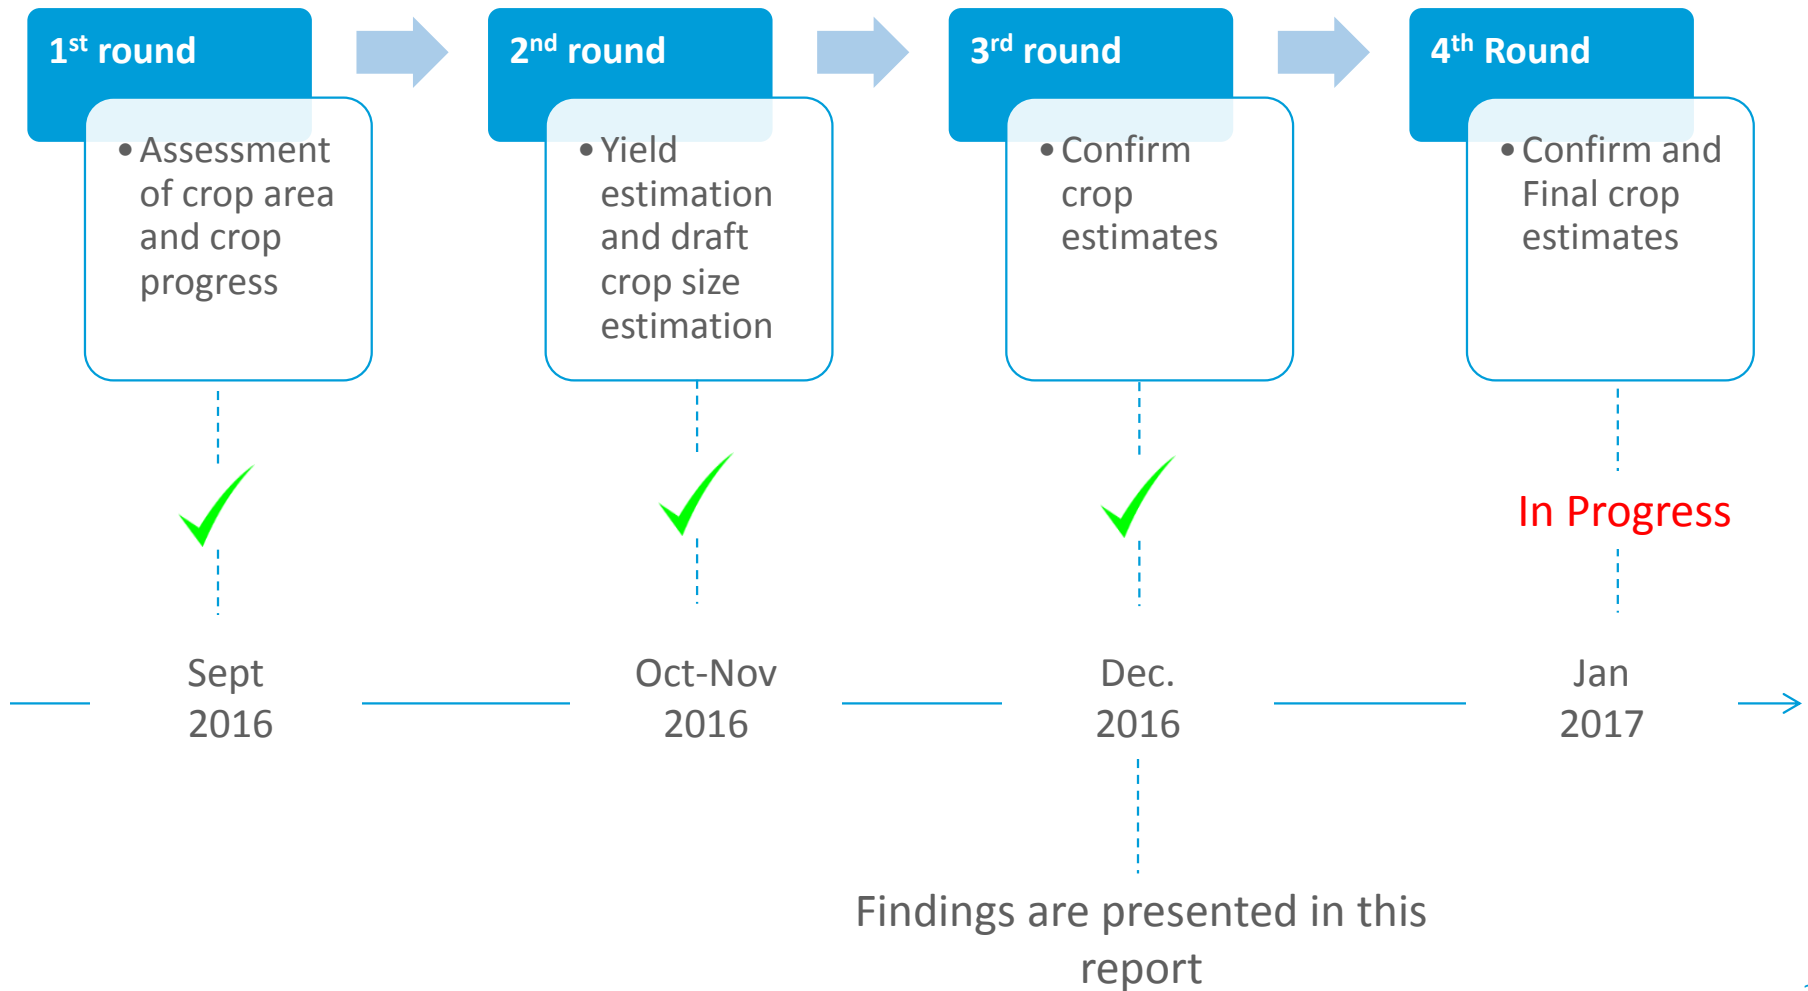 1st round
• Assessment
of crop area
and crop
progress
2nd round
• Yield
estimation
and draft
crop size
estimation
3rd round
• Confirm
crop
estimates
4th Round
• Confirm and
Final crop
estimates
In Progress
Sept
2016
Oct-Nov
2016
Dec.
2016
Jan
2017
Findings are presented in this
report